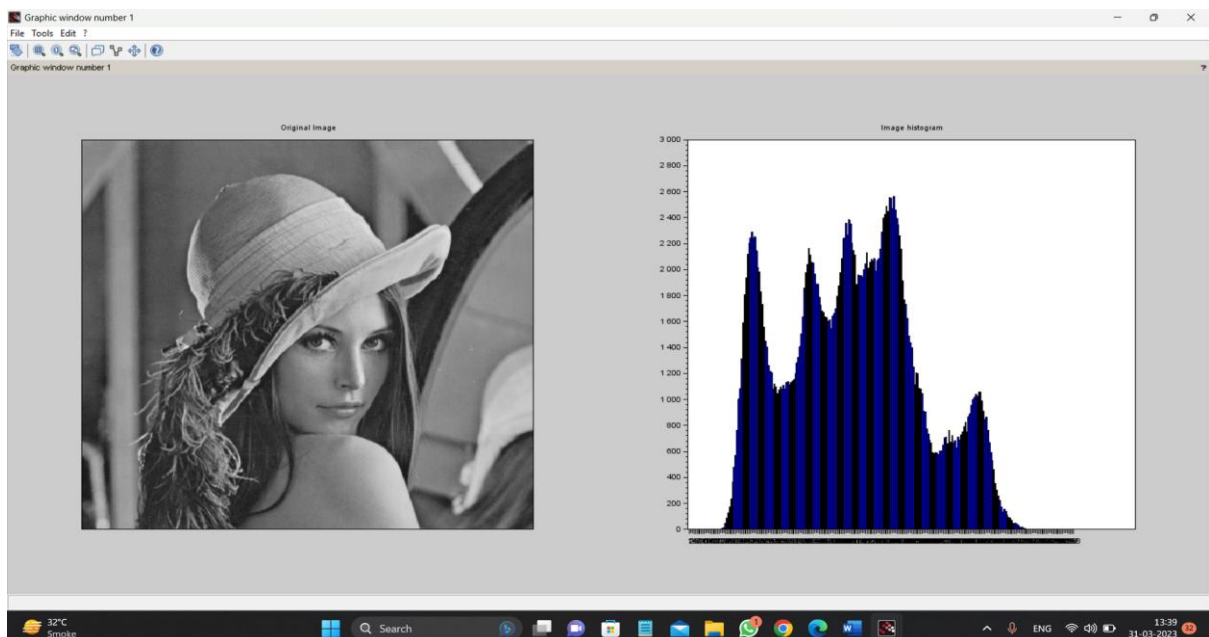 Graphic window number 1
File Tools Edit ?
Graphic window number 1
?
Original Image
Image histogram
3 000
2 800
2 600
2 400
2 200
2 000
1 800
1 600
1 400
1 200
1 000
800
600
400
200
0
32°C
Smoke
Search
1
W
ENG
13:39
31-03-2023
32